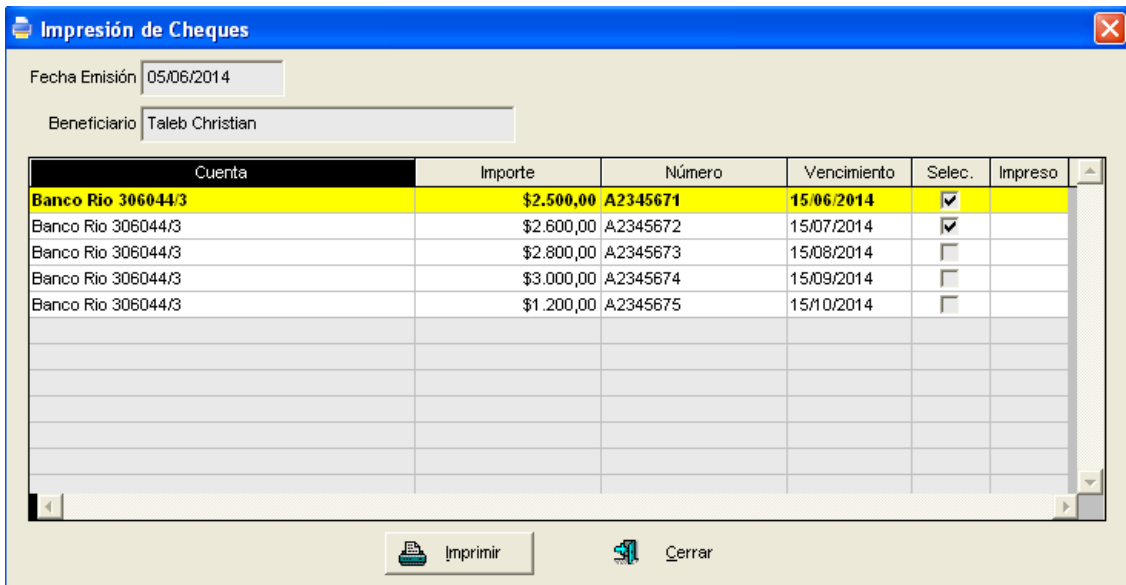 Impresión de Cheques
Fecha Emisión 05/06/2014
Beneficiario Taleb Christian
Cuenta Importe Número Vencimiento Selec. Impreso
Banco Rio 306044/3 $2.500,00 A2345671 15/06/2014
Banco Rio 306044/3 $2.600,00 A2345672 15/07/2014
Banco Rio 306044/3 $2.800,00 A2345673 15/08/2014
Banco Rio 306044/3 $3.000,00 A2345674 15/09/2014
Banco Rio 306044/3 $1.200,00 A2345675 15/10/2014
Imprimir Cerrar